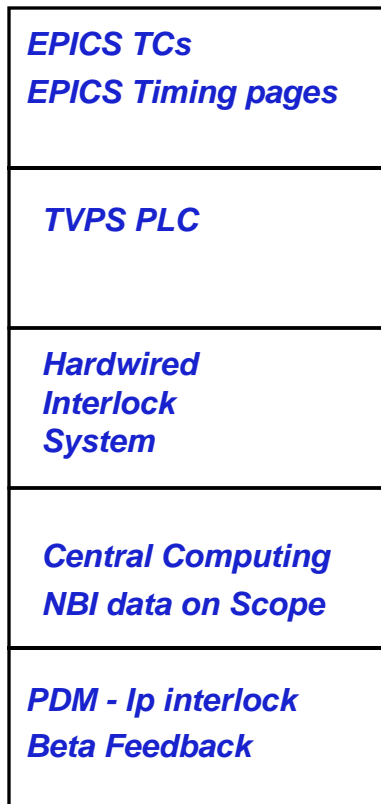 EPICS TCs
EPICS Timing pages
TVPS PLC
Hardwired
Interlock
System
Central Computing
NBI data on Scope
PDM - Ip interlock
Beta Feedback